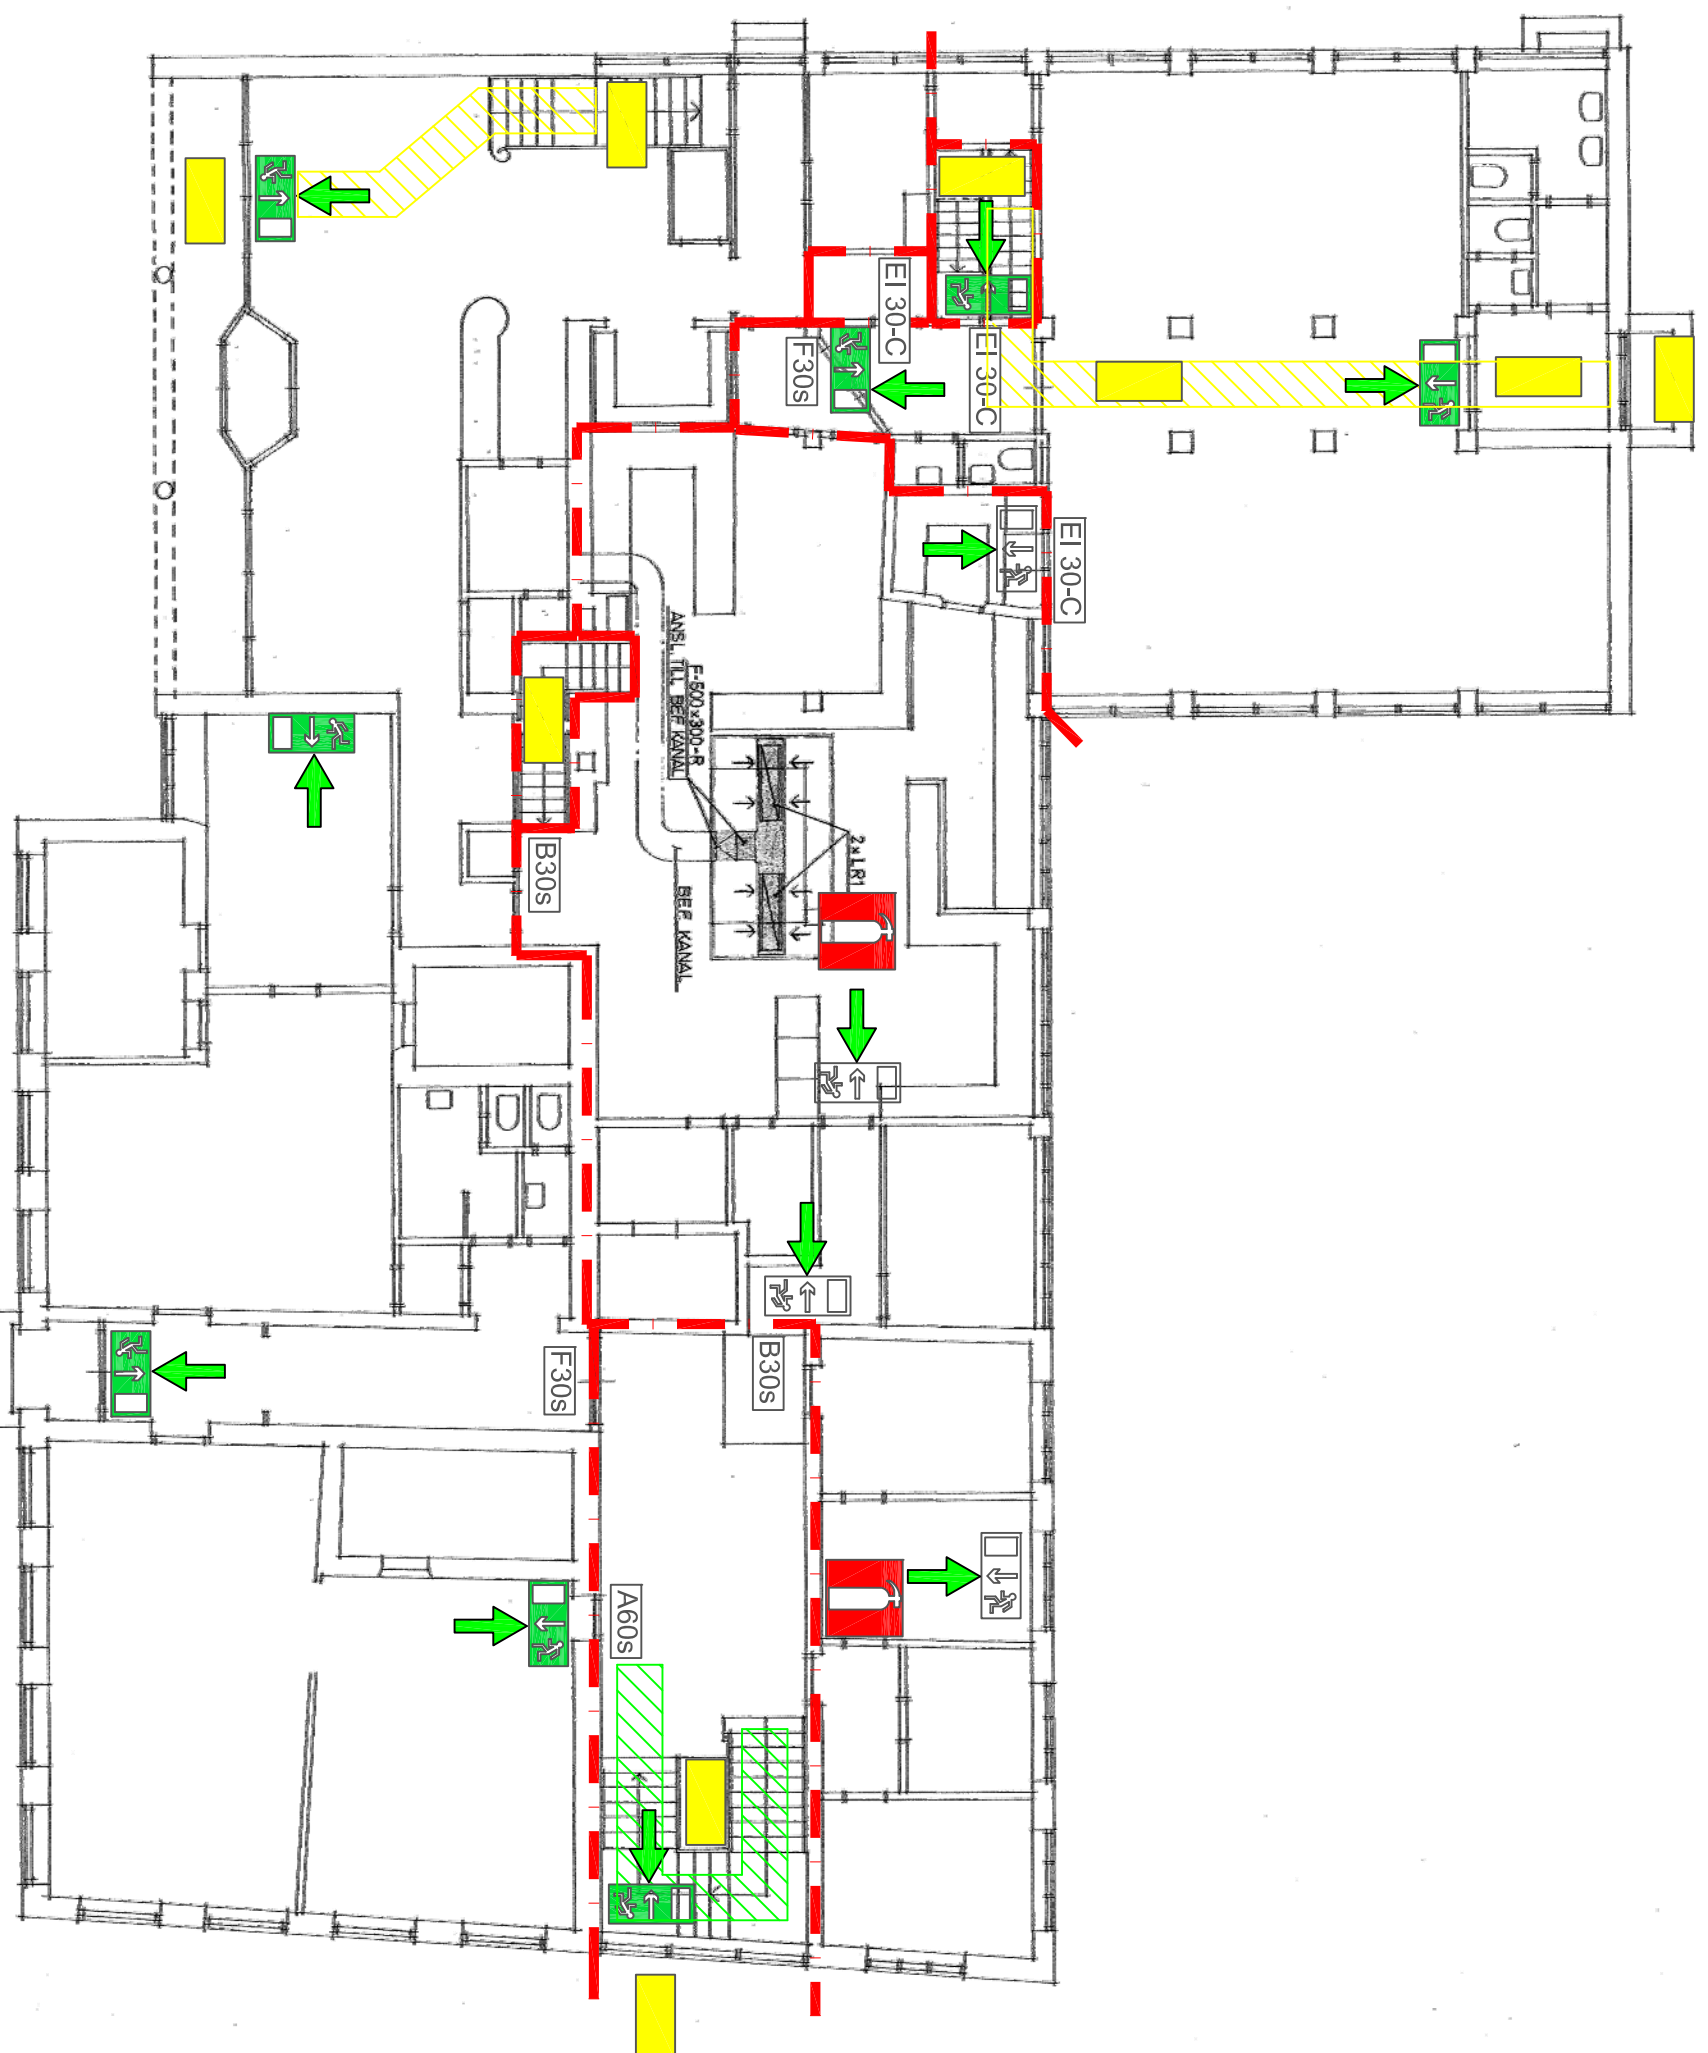 EI 30-C
F30s
EI 30-C
EI 30-C
F-500x300-R
ANSL. TILL BEF KANAL
2xLR1
B30s
BEF. KANAL
F30s
B30s
A60s